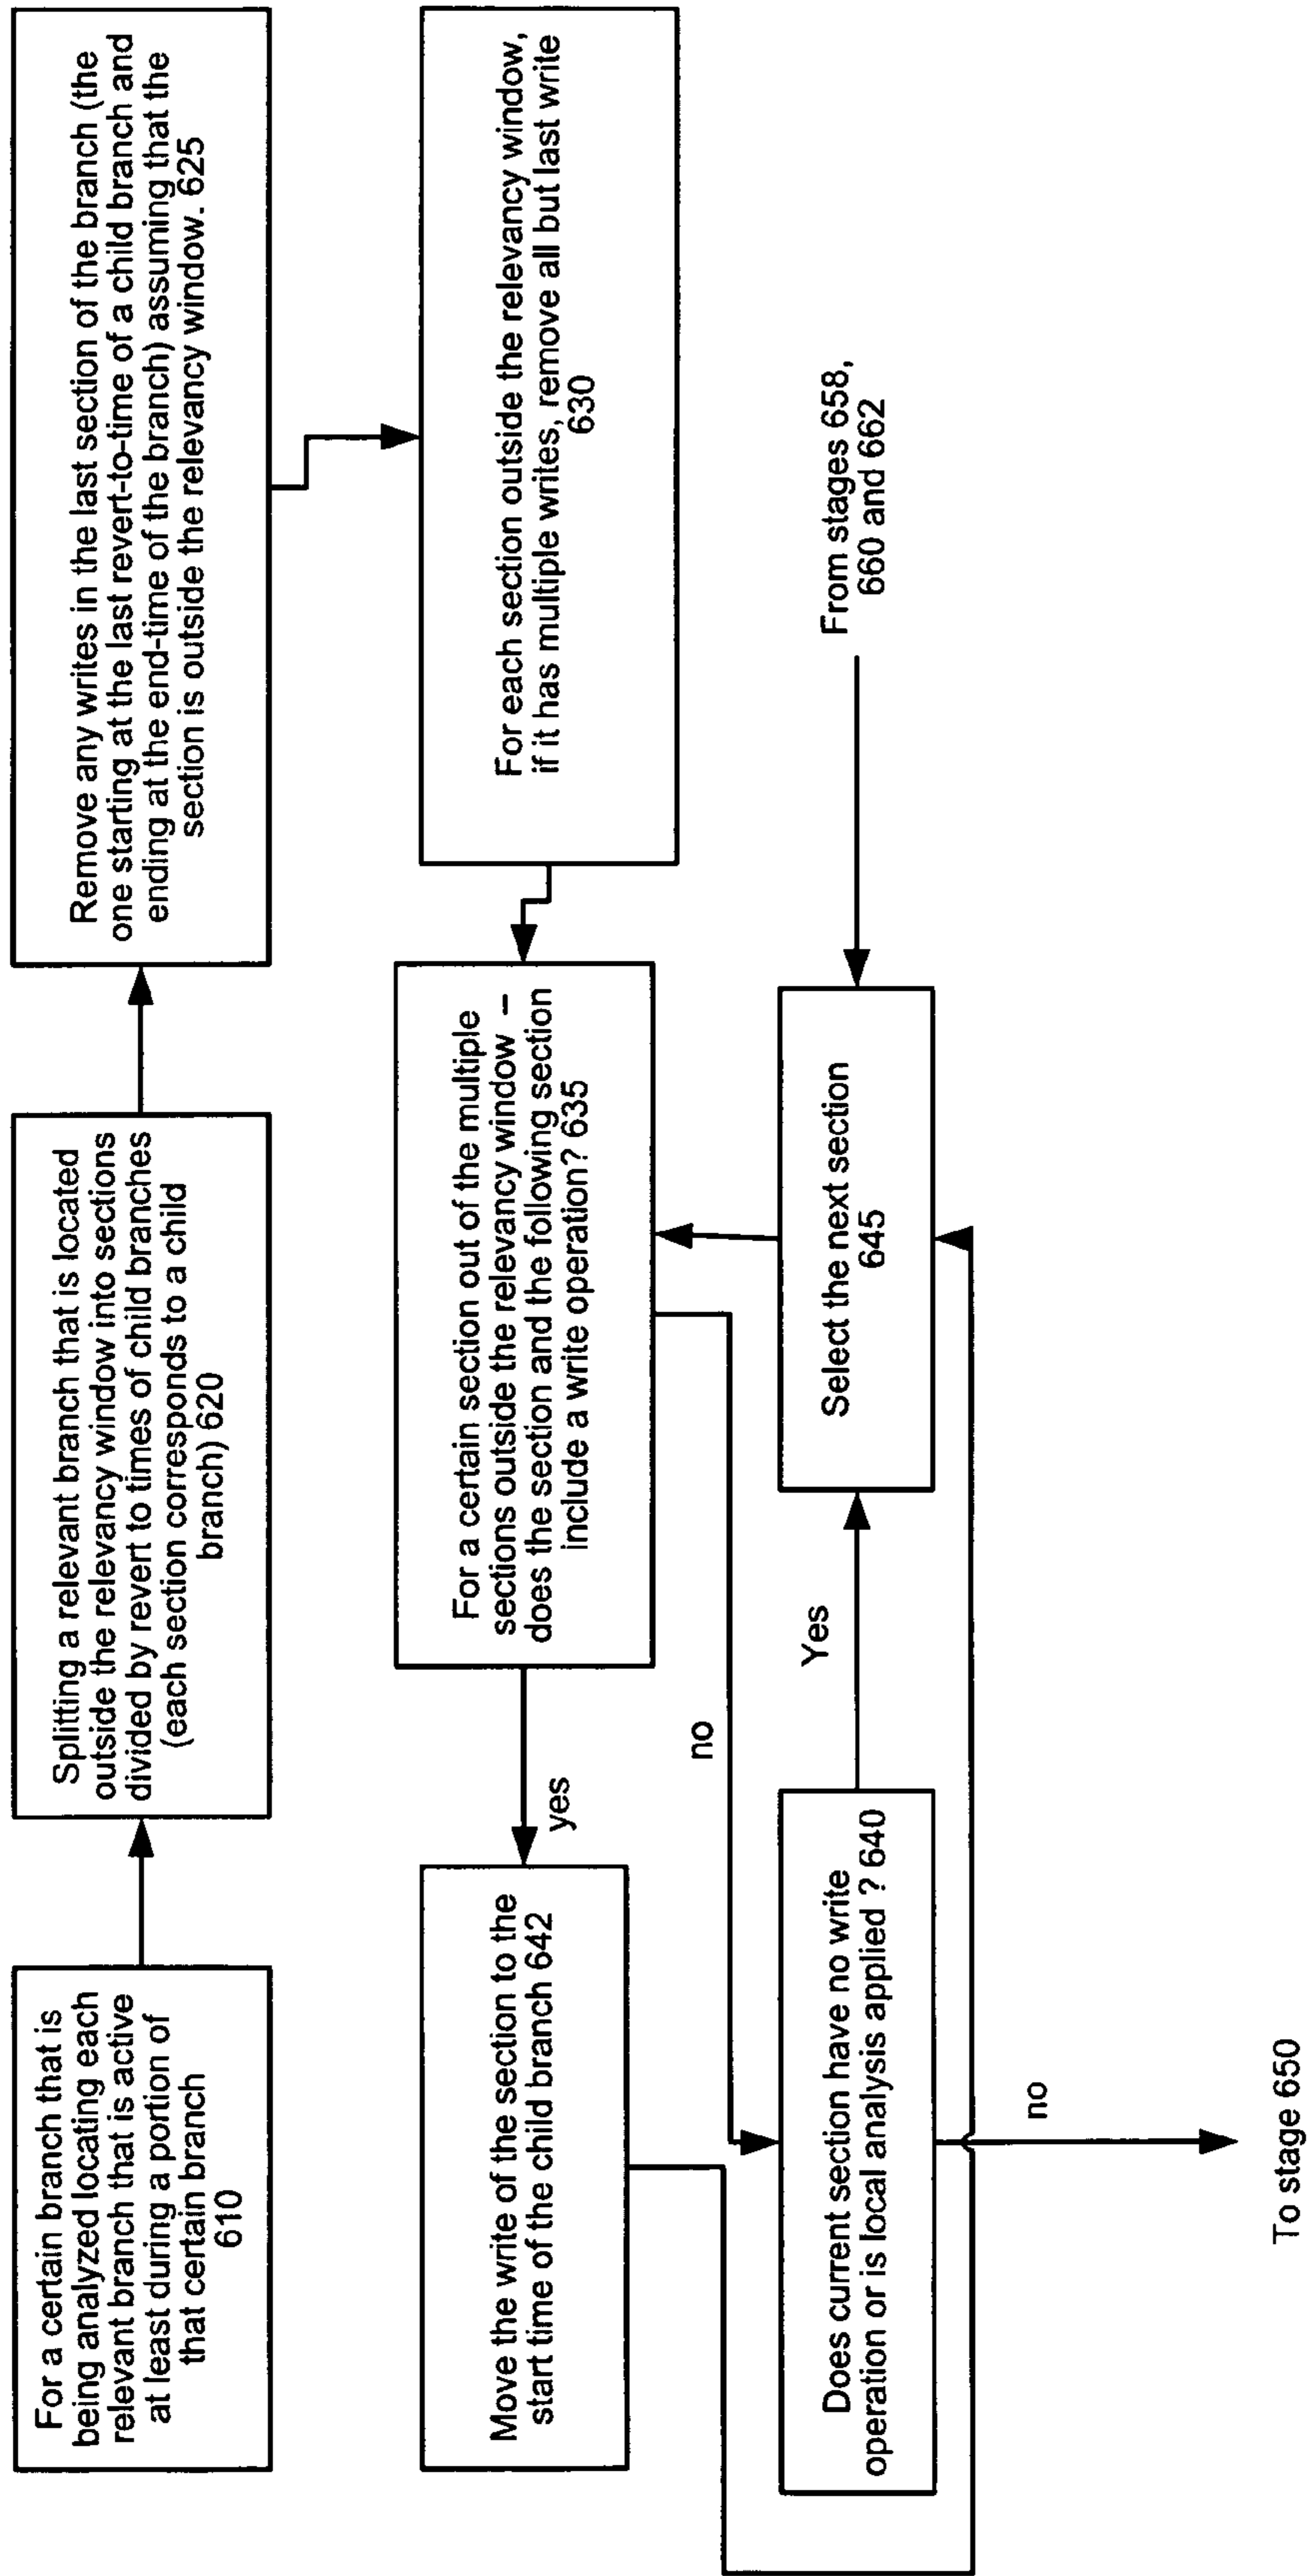 For a certain branch that is
being analyzed locating each
relevant branch that is active
at least during a portion of
that certain branch
610
Splitting a relevant branch that is located
outside the relevancy window into sections
divided by revert to times of child branches
(each section corresponds to a child
branch) 620
Remove any writes in the last section of the branch (the
one starting at the last revert-to-time of a child branch and
ending at the end-time of the branch) assuming that the
section is outside the relevancy window. 625
For each section outside the relevancy window,
if it has multiple writes, remove all but last write
630
For a certain section out of the multiple
sections outside the relevancy window –
does the section and the following section
include a write operation? 635
yes
no
Move the write of the section to the
start time of the child branch 642
Does current section have no write
operation or is local analysis applied ? 640
Yes
no
Select the next section
645
From stages 658,
660 and 662
To stage 650